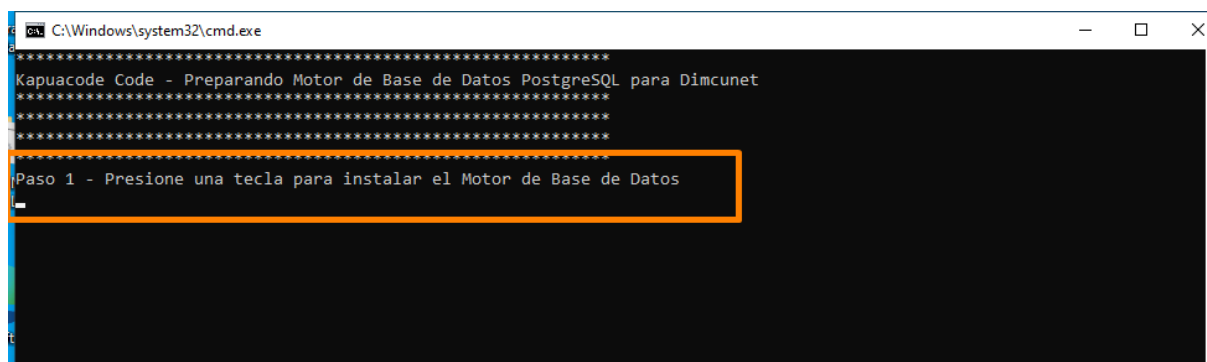 C:\Windows\system32\cmd.exe
************************************************************
Kapuacode Code - Preparando Motor de Base de Datos PostgreSQL para Dimcunet
************************************************************
************************************************************
************************************************************
************************************************************
Paso 1 - Presione una tecla para instalar el Motor de Base de Datos